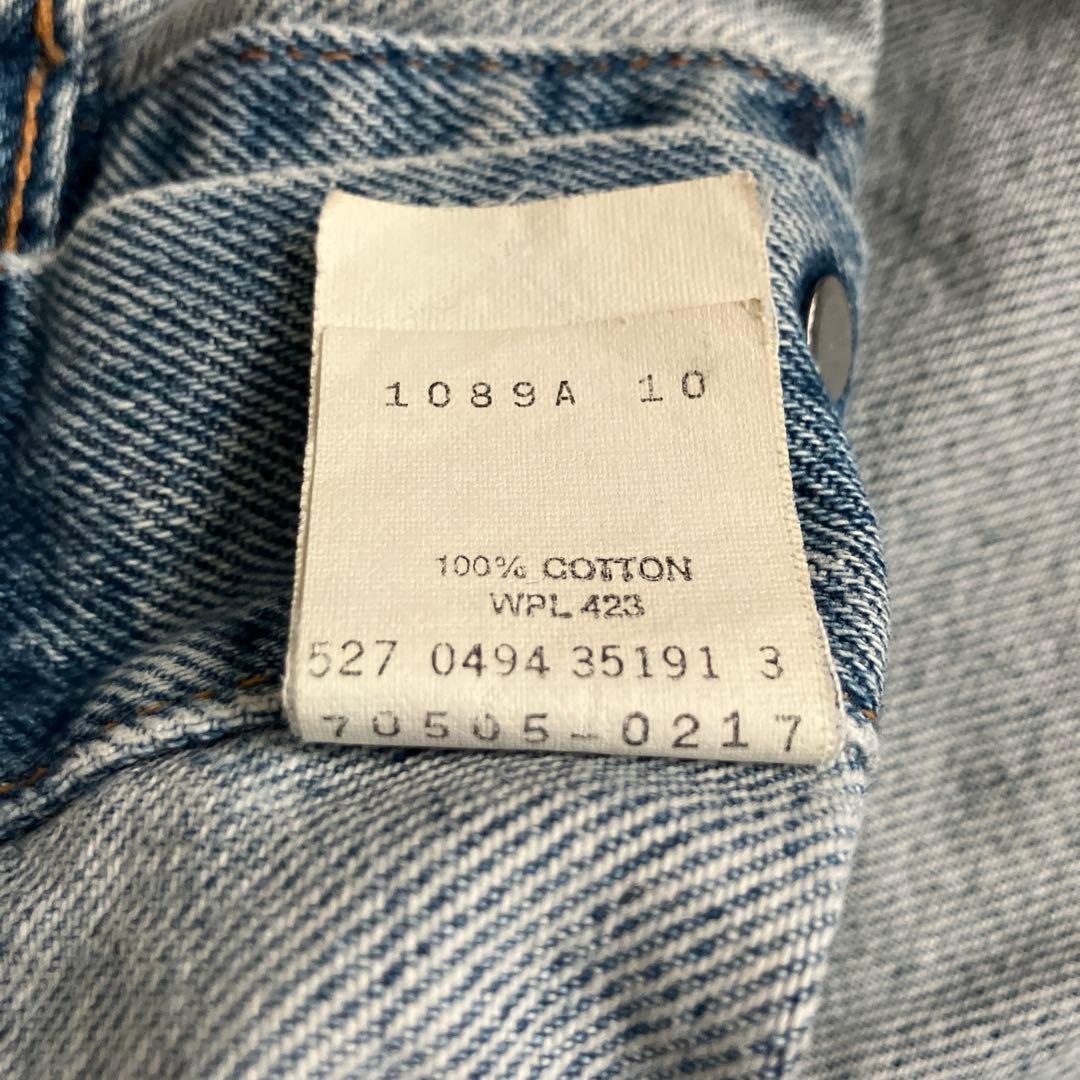 1089A 10
100% COTTON
WPL 423
527 0494 35191 3
70505-0217